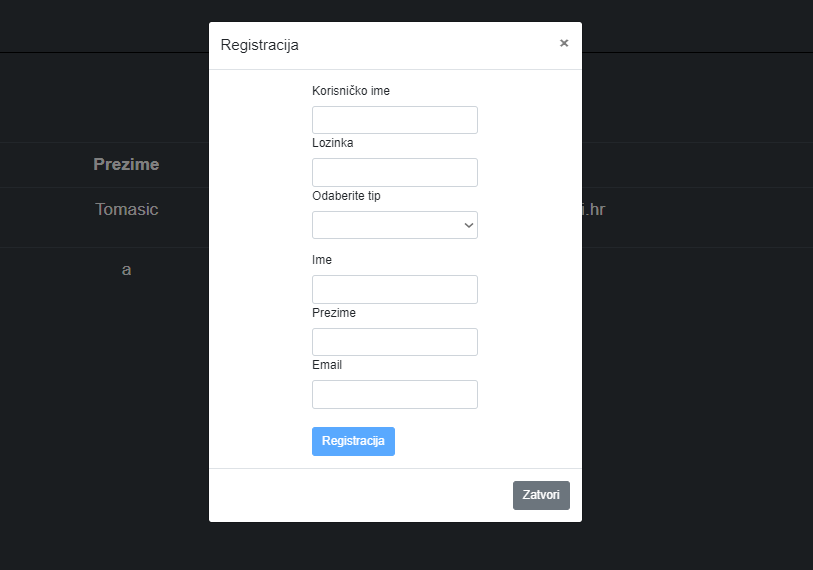 Registracija ×
Korisničko ime
Lozinka
Prezime
Odaberite tip
Tomasic
i.hr
Ime
a
Prezime
Email
Registracija
Zatvori